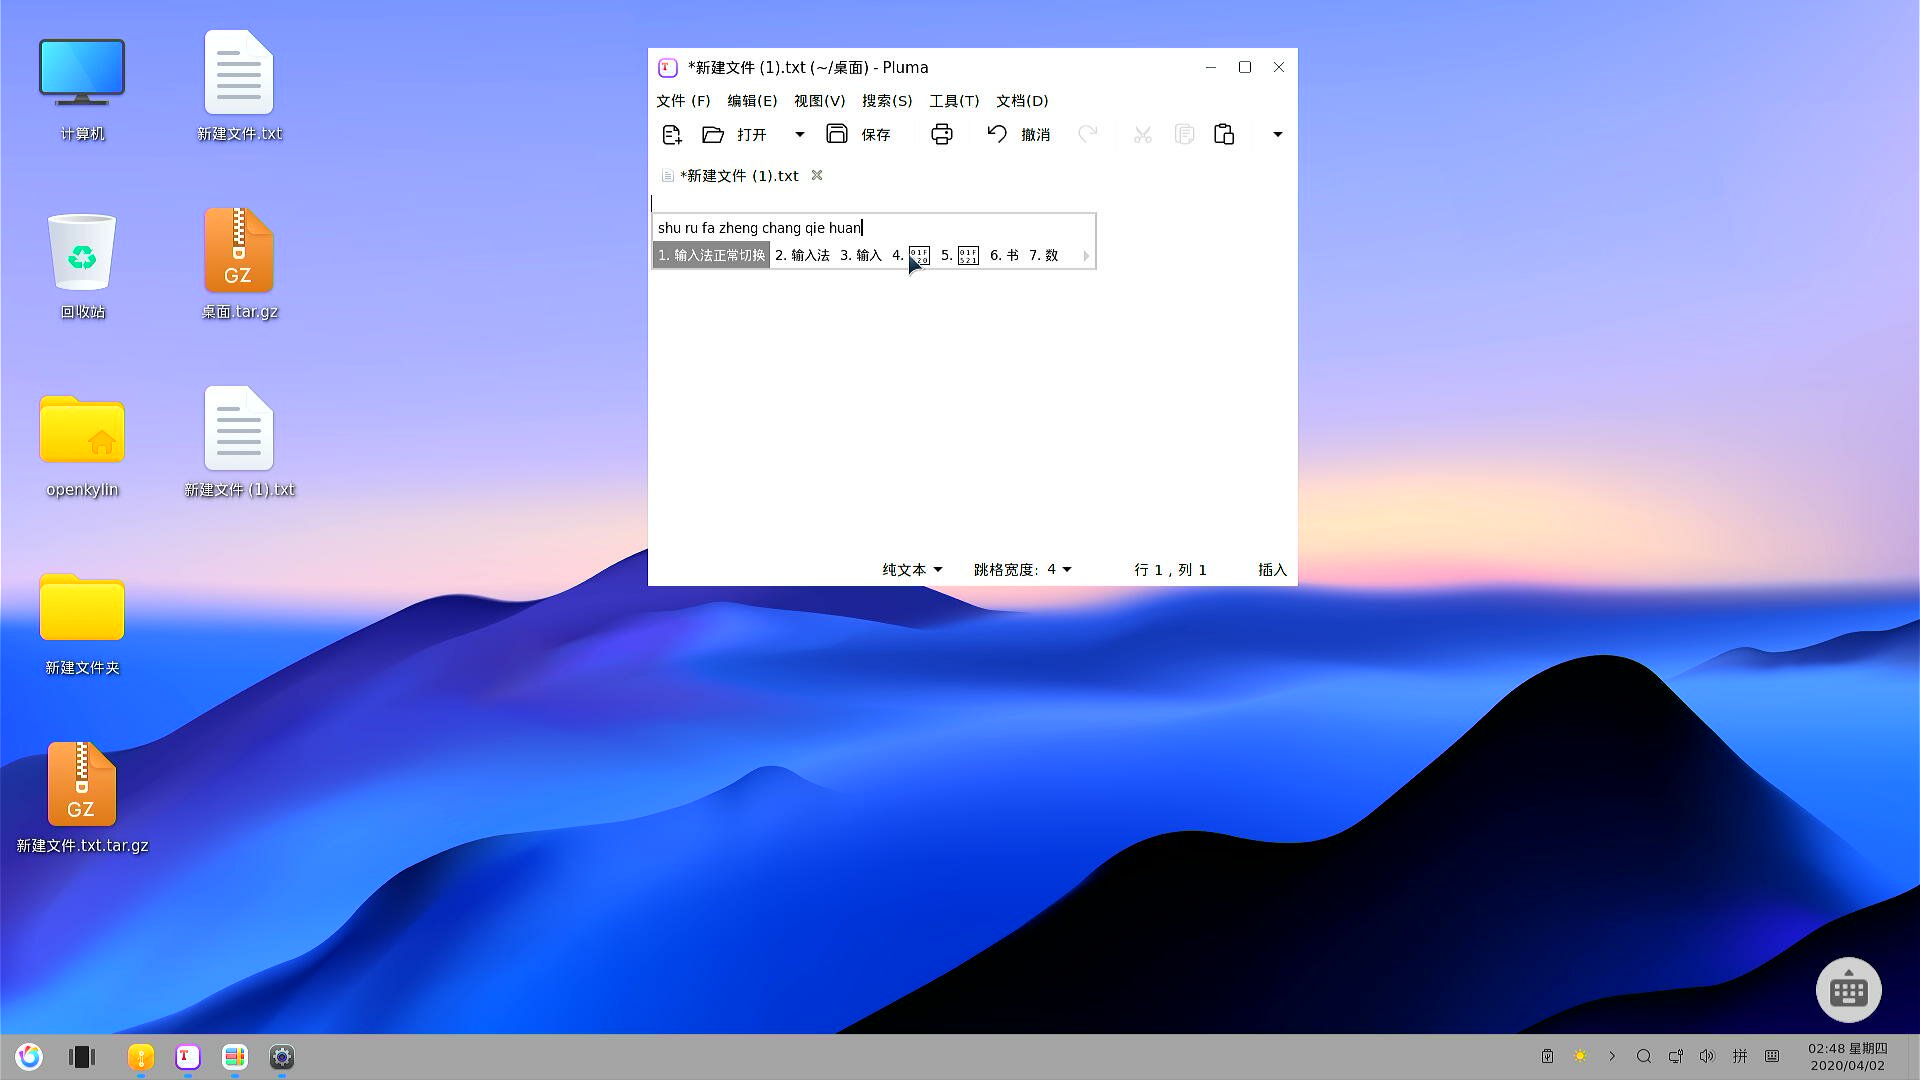 计算机
新建文件.txt
回收站
GZ
桌面.tar.gz
openkylin
新建文件 (1).txt
新建文件夹
GZ
新建文件.txt.tar.gz
*新建文件 (1).txt (~/桌面) - Pluma
文件 (F) 编辑(E) 视图(V) 搜索(S) 工具(T) 文档(D)
打开 保存 撤消
*新建文件 (1).txt
shu ru fa zheng chang qie huan
1. 输入法正常切换 2. 输入法 3. 输入 4. 5. 6. 书 7. 数
纯文本 跳格宽度: 4 行 1 , 列 1 插入
拼
02:48 星期四
2020/04/02